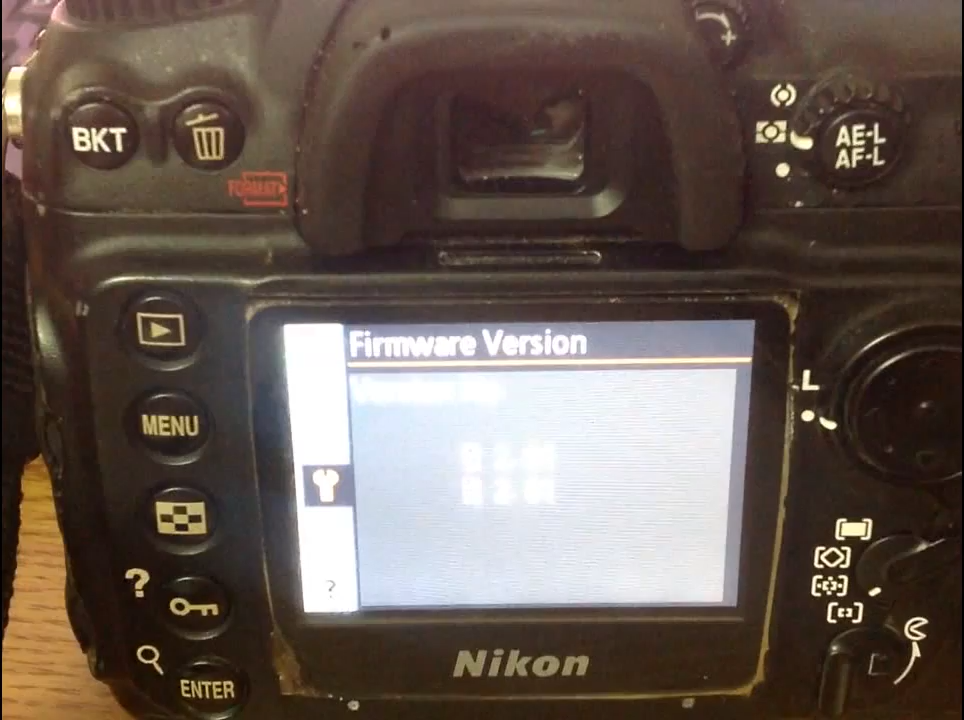 BKT
FORMAT
AE-L
AF-L
Firmware Version
L
MENU
?
?
ENTER
Nikon